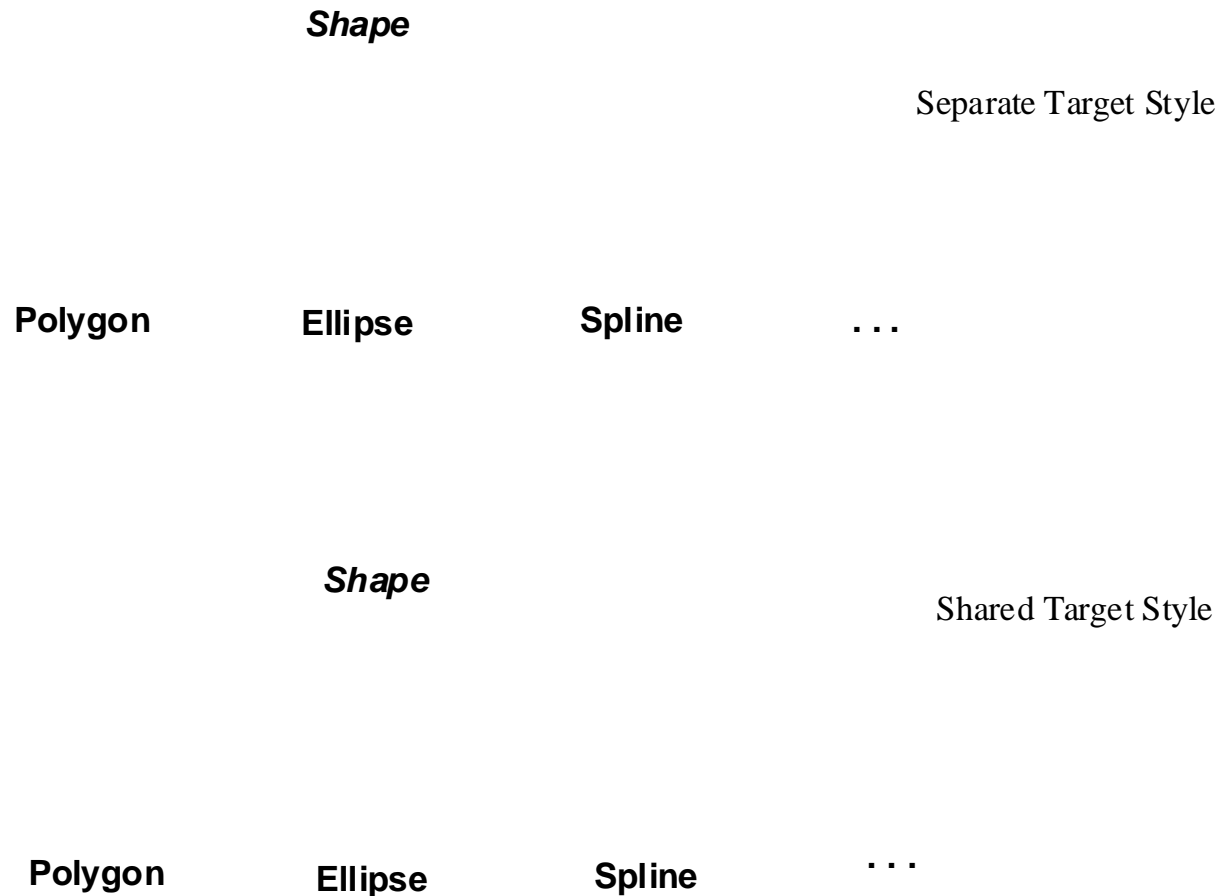 Shape
Separate Target Style
Polygon Ellipse Spline . . .
Shape
Shared Target Style
Polygon Ellipse Spline . . .